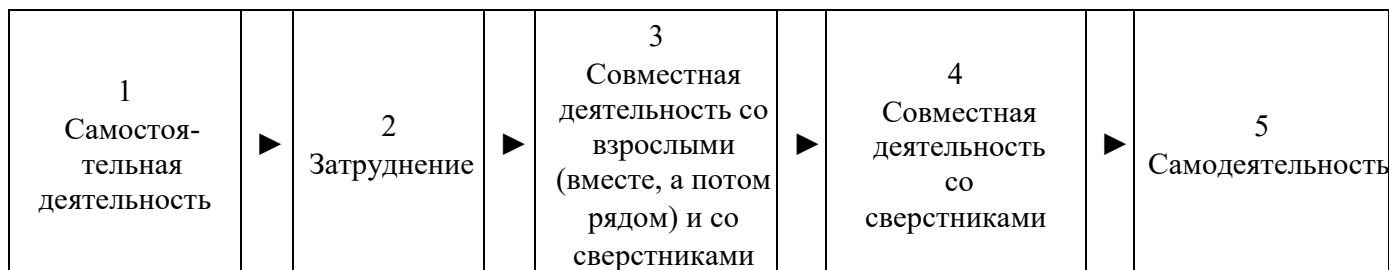 1
Самостоя-
тельная
деятельность
►
2
Затруднение
►
3
Совместная
деятельность со
взрослыми
(вместе, а потом
рядом) и со
сверстниками
►
4
Совместная
деятельность
со
сверстниками
►
5
Самодеятельность